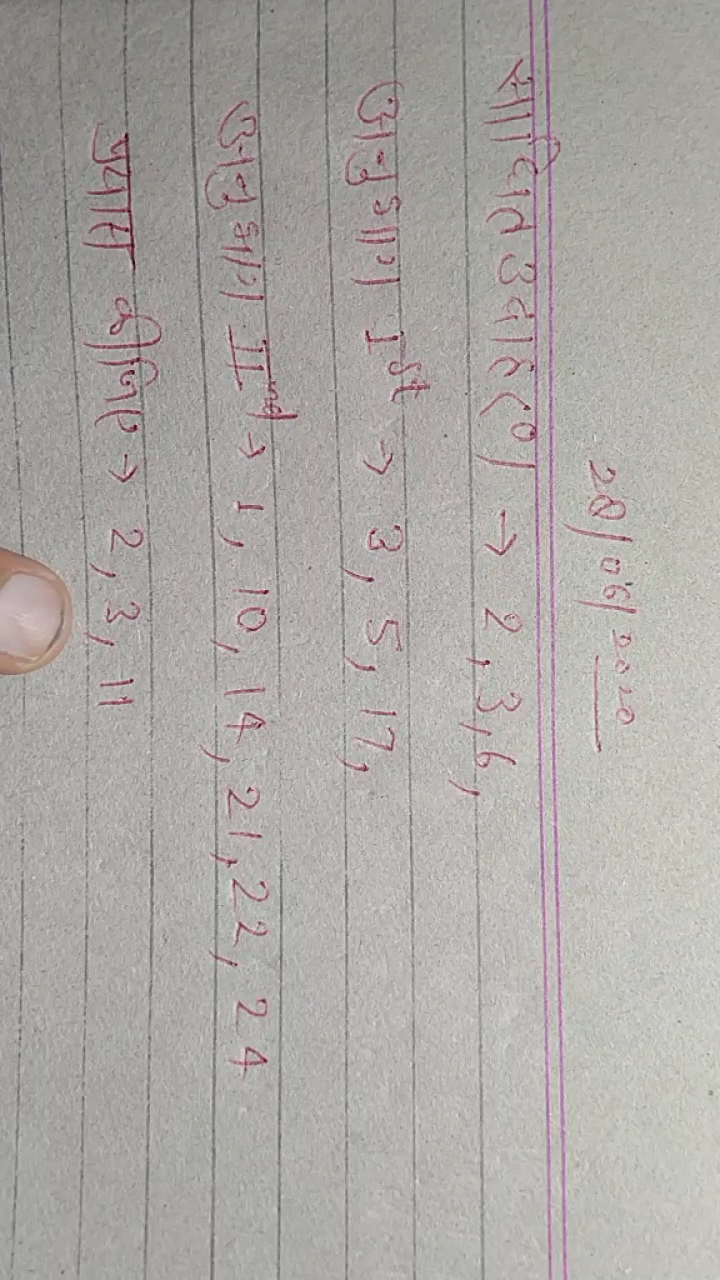 28/06/2020
साधित उदाहरण → 2, 3, 6,
अनुभाग Ist → 3, 5, 17,
अनुभाग IInd → 1, 10, 14, 21, 22, 24
प्रयास कीजिए → 2, 3, 11